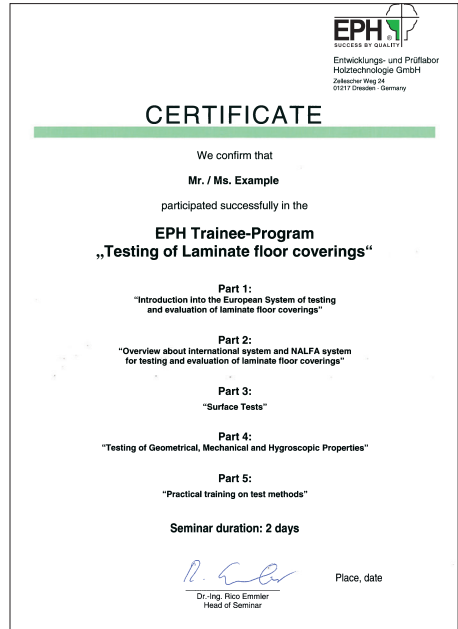 EPH ®
SUCCESS BY QUALITY
Entwicklungs- und Prüflabor
Holztechnologie GmbH
Zellescher Weg 24
01217 Dresden - Germany
CERTIFICATE
We confirm that
Mr. / Ms. Example
participated successfully in the
EPH Trainee-Program
„Testing of Laminate floor coverings“
Part 1:
“Introduction into the European System of testing
and evaluation of laminate floor coverings”
Part 2:
“Overview about international system and NALFA system
for testing and evaluation of laminate floor coverings”
Part 3:
“Surface Tests”
Part 4:
"Testing of Geometrical, Mechanical and Hygroscopic Properties"
Part 5:
“Practical training on test methods”
Seminar duration: 2 days
Place, date
Dr.-Ing. Rico Emmler
Head of Seminar